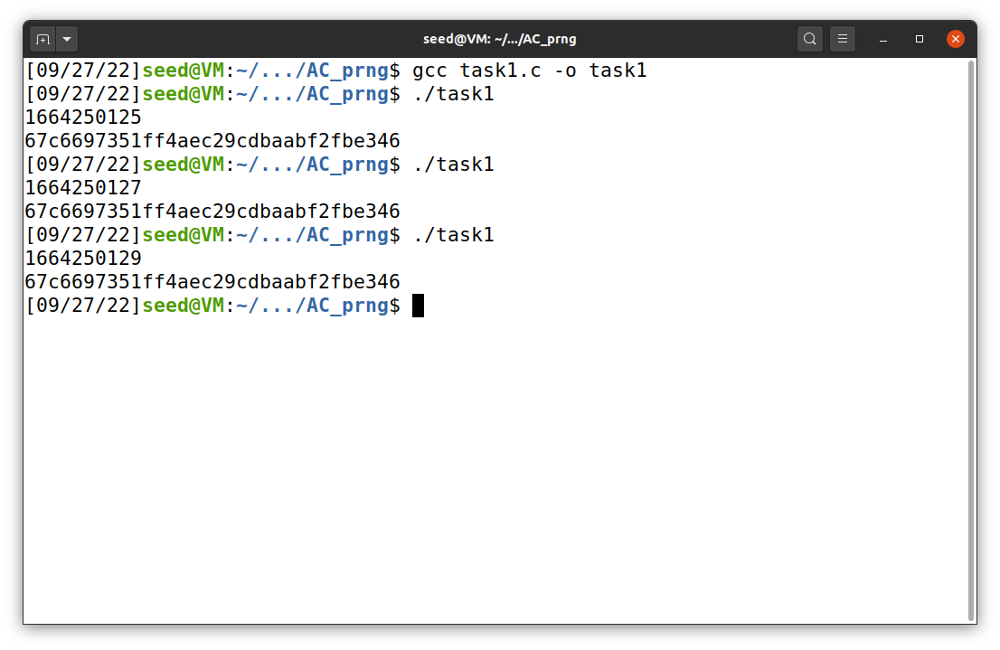 seed@VM: ~/.../AC_prng
[09/27/22]seed@VM:~/.../AC_prng$ gcc task1.c -o task1
[09/27/22]seed@VM:~/.../AC_prng$ ./task1
1664250125
67c6697351ff4aec29cdbaabf2fbe346
[09/27/22]seed@VM:~/.../AC_prng$ ./task1
1664250127
67c6697351ff4aec29cdbaabf2fbe346
[09/27/22]seed@VM:~/.../AC_prng$ ./task1
1664250129
67c6697351ff4aec29cdbaabf2fbe346
[09/27/22]seed@VM:~/.../AC_prng$